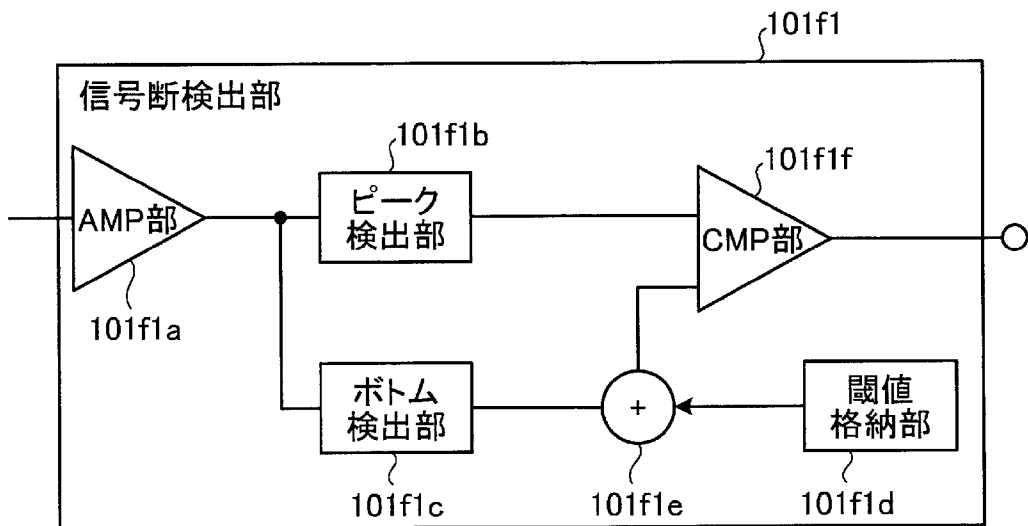 101f1
信号断検出部
101f1b
101f1f
AMP部
ピーク
検出部
CMP部
101f1a
ボトム
検出部
+
閾値
格納部
101f1c
101f1e
101f1d